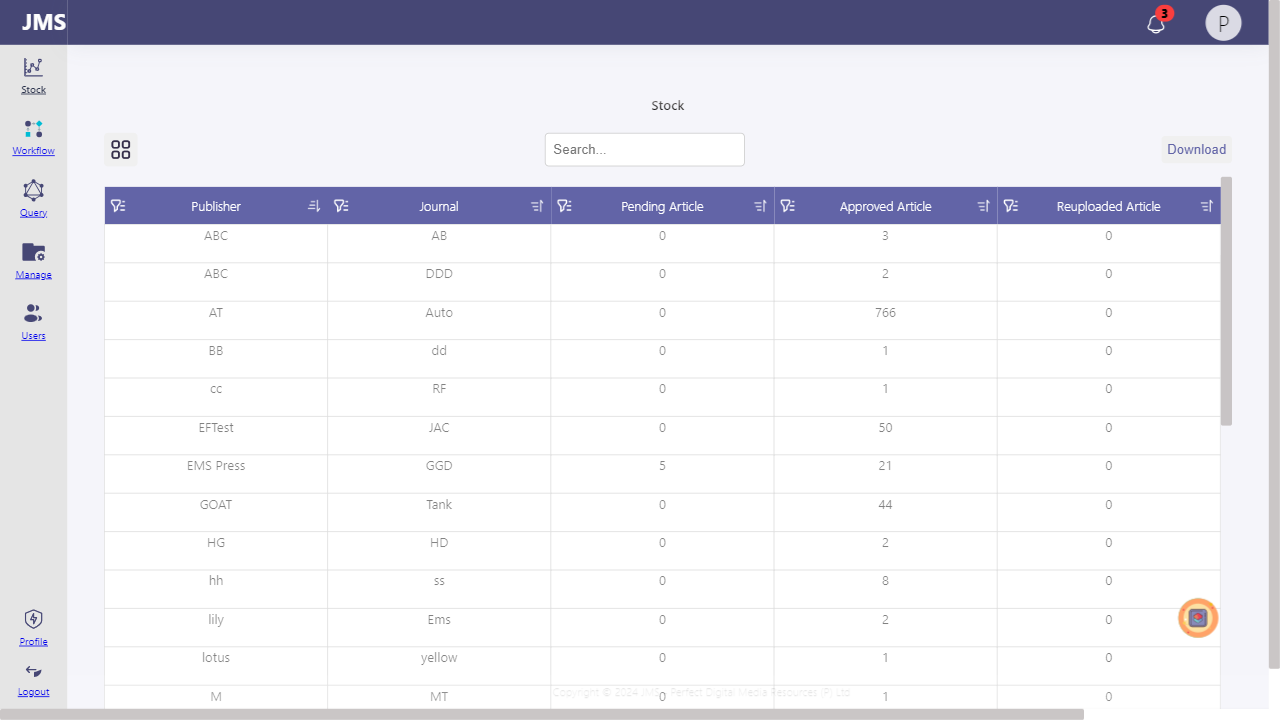 JMS
3
P
Stock
Workflow
Query
Manage
Users
Profile
Logout
Stock
Search...
Download
Publisher Journal Pending Article Approved Article Reuploaded Article
ABC AB 0 3 0
ABC DDD 0 2 0
AT Auto 0 766 0
BB dd 0 1 0
cc RF 0 1 0
EFTest JAC 0 50 0
EMS Press GGD 5 21 0
GOAT Tank 0 44 0
HG HD 0 2 0
hh ss 0 8 0
lily Ems 0 2 0
lotus yellow 0 1 0
M MT 0 1 0
Copyright © 2024 JMS - Perfect Digital Media Resources (P) Ltd